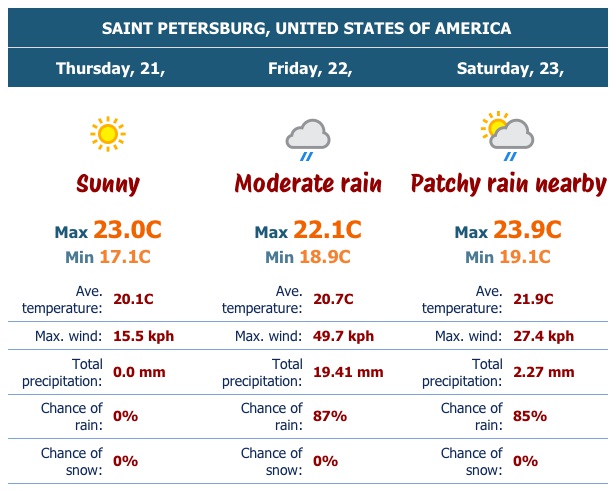 SAINT PETERSBURG, UNITED STATES OF AMERICA
Thursday, 21, Friday, 22, Saturday, 23,
Sunny Moderate rain Patchy rain nearby
Max 23.0C Max 22.1C Max 23.9C
Min 17.1C Min 18.9C Min 19.1C
Ave. temperature: 20.1C Ave. temperature: 20.7C Ave. temperature: 21.9C
Max. wind: 15.5 kph Max. wind: 49.7 kph Max. wind: 27.4 kph
Total precipitation: 0.0 mm Total precipitation: 19.41 mm Total precipitation: 2.27 mm
Chance of rain: 0% Chance of rain: 87% Chance of rain: 85%
Chance of snow: 0% Chance of snow: 0% Chance of snow: 0%